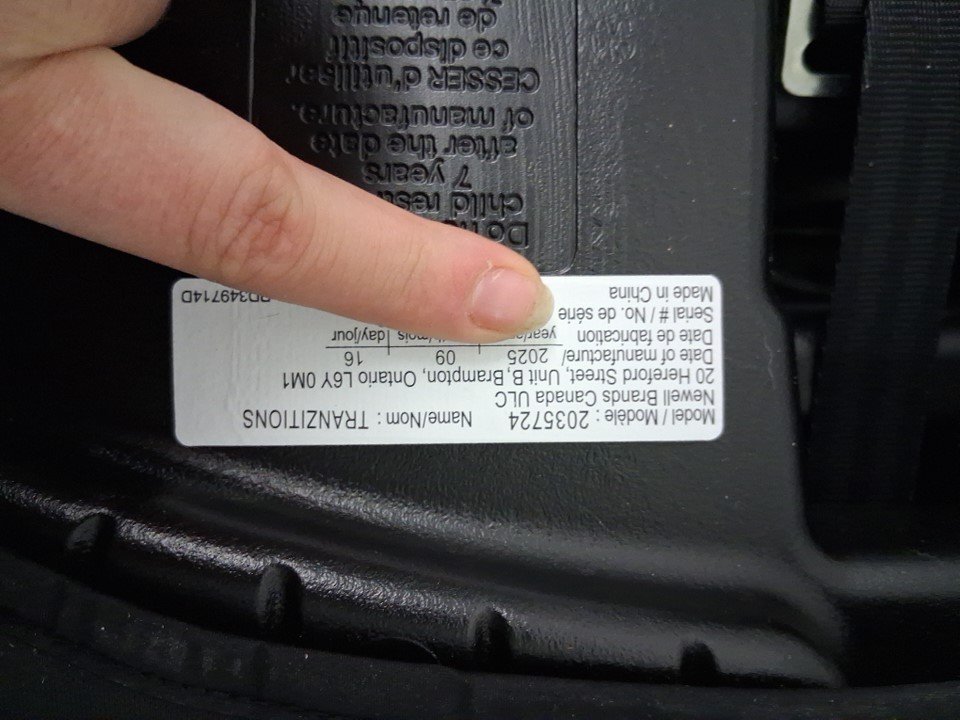 Model / Modèle : 2035724 Name/Nom : TRANZITIONS
Newell Brands Canada ULC
20 Hereford Street, Unit B, Brampton, Ontario L6Y 0M1
Date of manufacture/ 2025 09 16
Date de fabrication day/jour
Serial # / No. de série
Made in China
Do
child
7 years
after the date
of manufacture.
CESSER d'utiliser
ce dispositif
de retenue